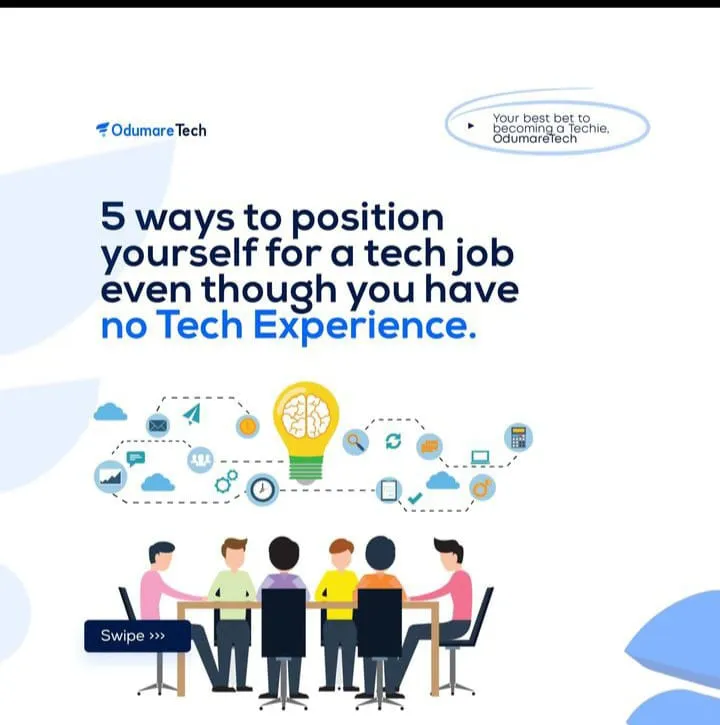 OdumareTech
Your best bet to
becoming a Techie,
OdumareTech
5 ways to position
yourself for a tech job
even though you have
no Tech Experience.
Swipe >>>